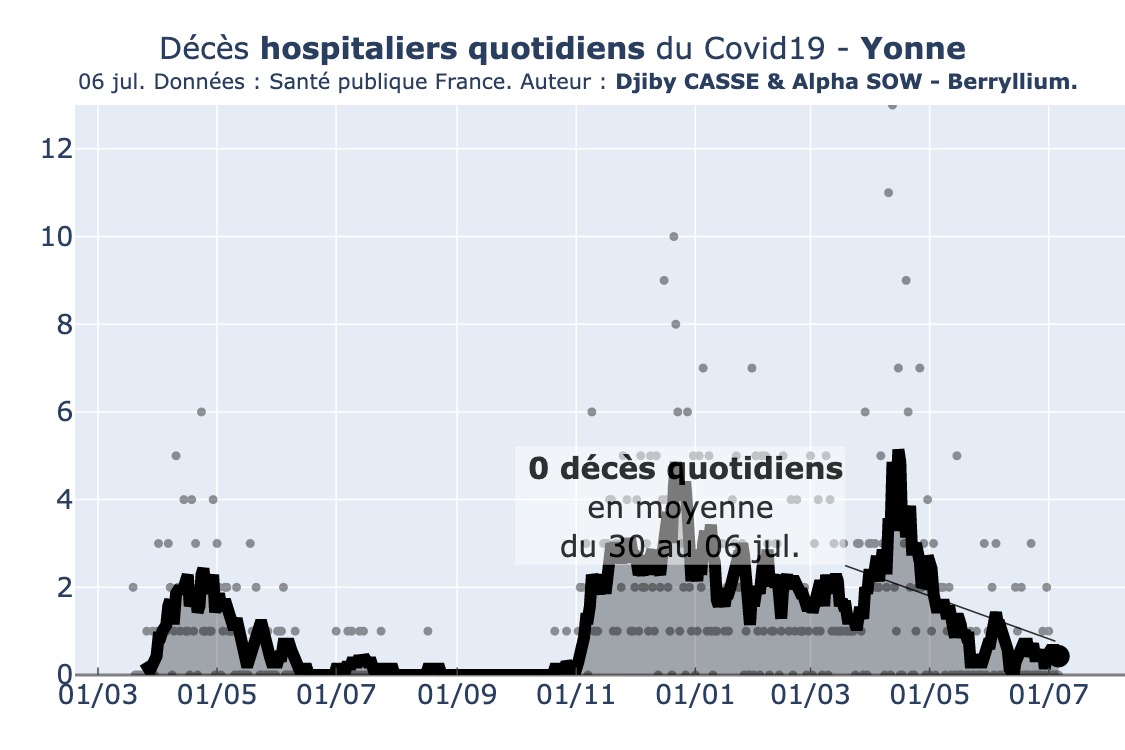 Décès hospitaliers quotidiens du Covid19 - Yonne
06 jul. Données : Santé publique France. Auteur : Djiby CASSE & Alpha SOW - Berryllium.
12
10
8
6
4
2
0
0 décès quotidiens
en moyenne
du 30 au 06 jul.
01/03 01/05 01/07 01/09 01/11 01/01 01/03 01/05 01/07